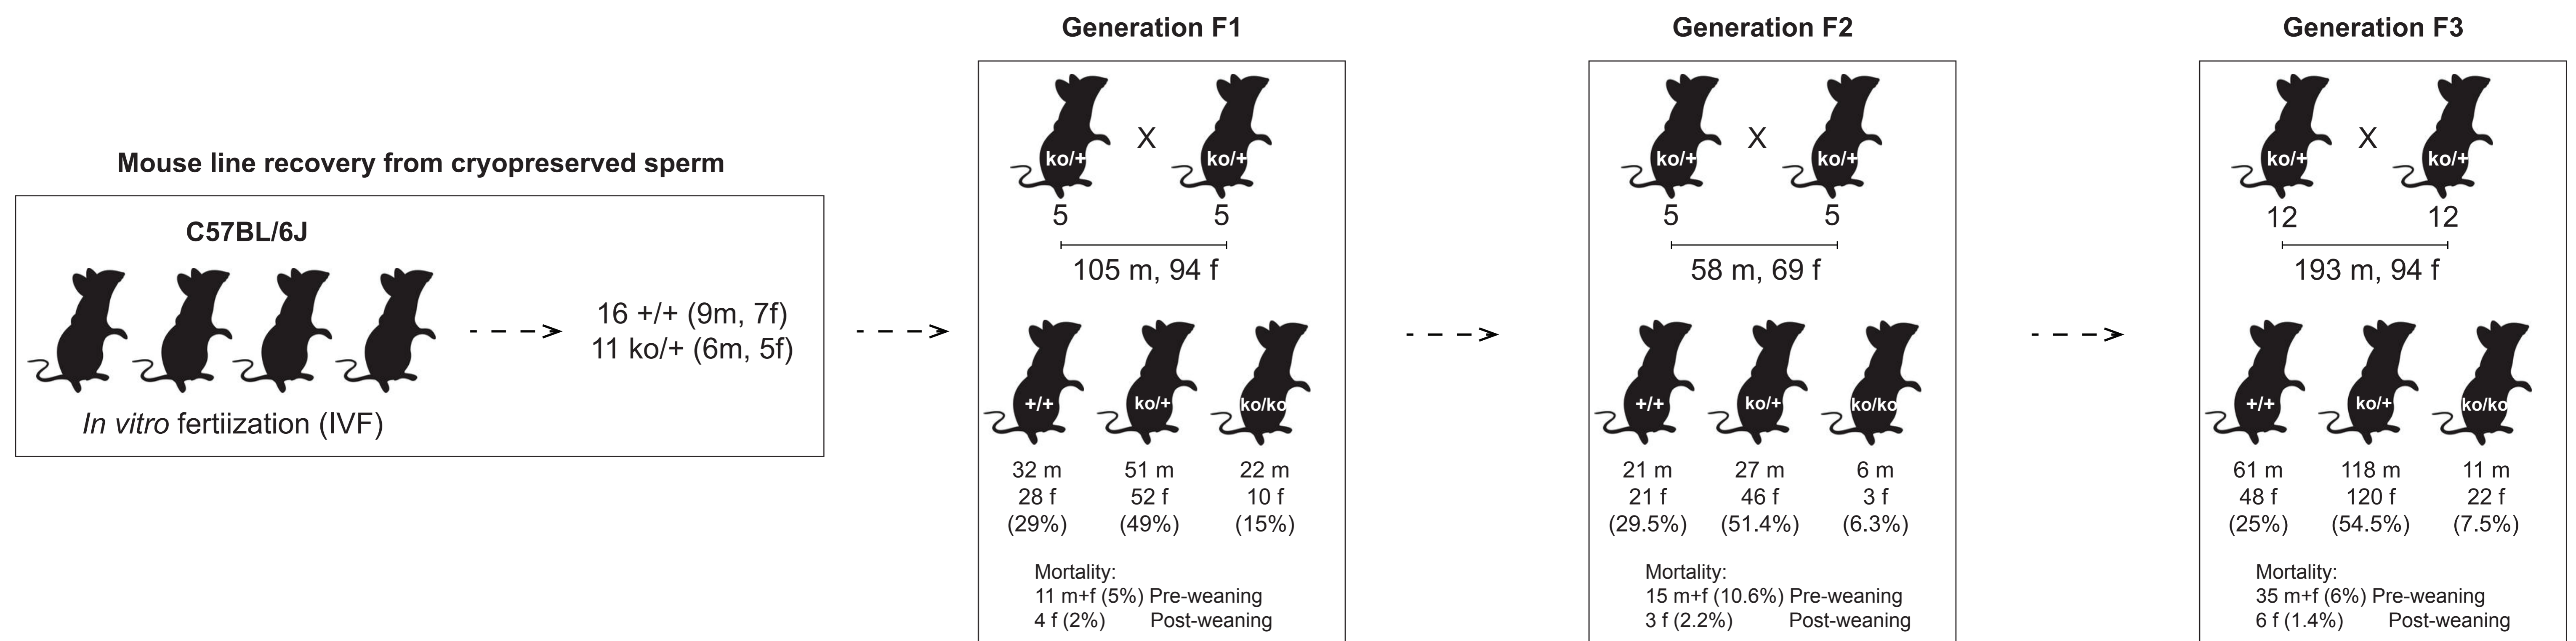 Mouse line recovery from cryopreserved sperm
C57BL/6J
In vitro fertiization (IVF)
16 +/+ (9m, 7f)
11 ko/+ (6m, 5f)
Generation F1
ko/+ X ko/+
5 5
105 m, 94 f
+/+ ko/+ ko/ko
32 m 51 m 22 m
28 f 52 f 10 f
(29%) (49%) (15%)
Mortality:
11 m+f (5%) Pre-weaning
4 f (2%) Post-weaning
Generation F2
ko/+ X ko/+
5 5
58 m, 69 f
+/+ ko/+ ko/ko
21 m 27 m 6 m
21 f 46 f 3 f
(29.5%) (51.4%) (6.3%)
Mortality:
15 m+f (10.6%) Pre-weaning
3 f (2.2%) Post-weaning
Generation F3
ko/+ X ko/+
12 12
193 m, 94 f
+/+ ko/+ ko/ko
61 m 118 m 11 m
48 f 120 f 22 f
(25%) (54.5%) (7.5%)
Mortality:
35 m+f (6%) Pre-weaning
6 f (1.4%) Post-weaning